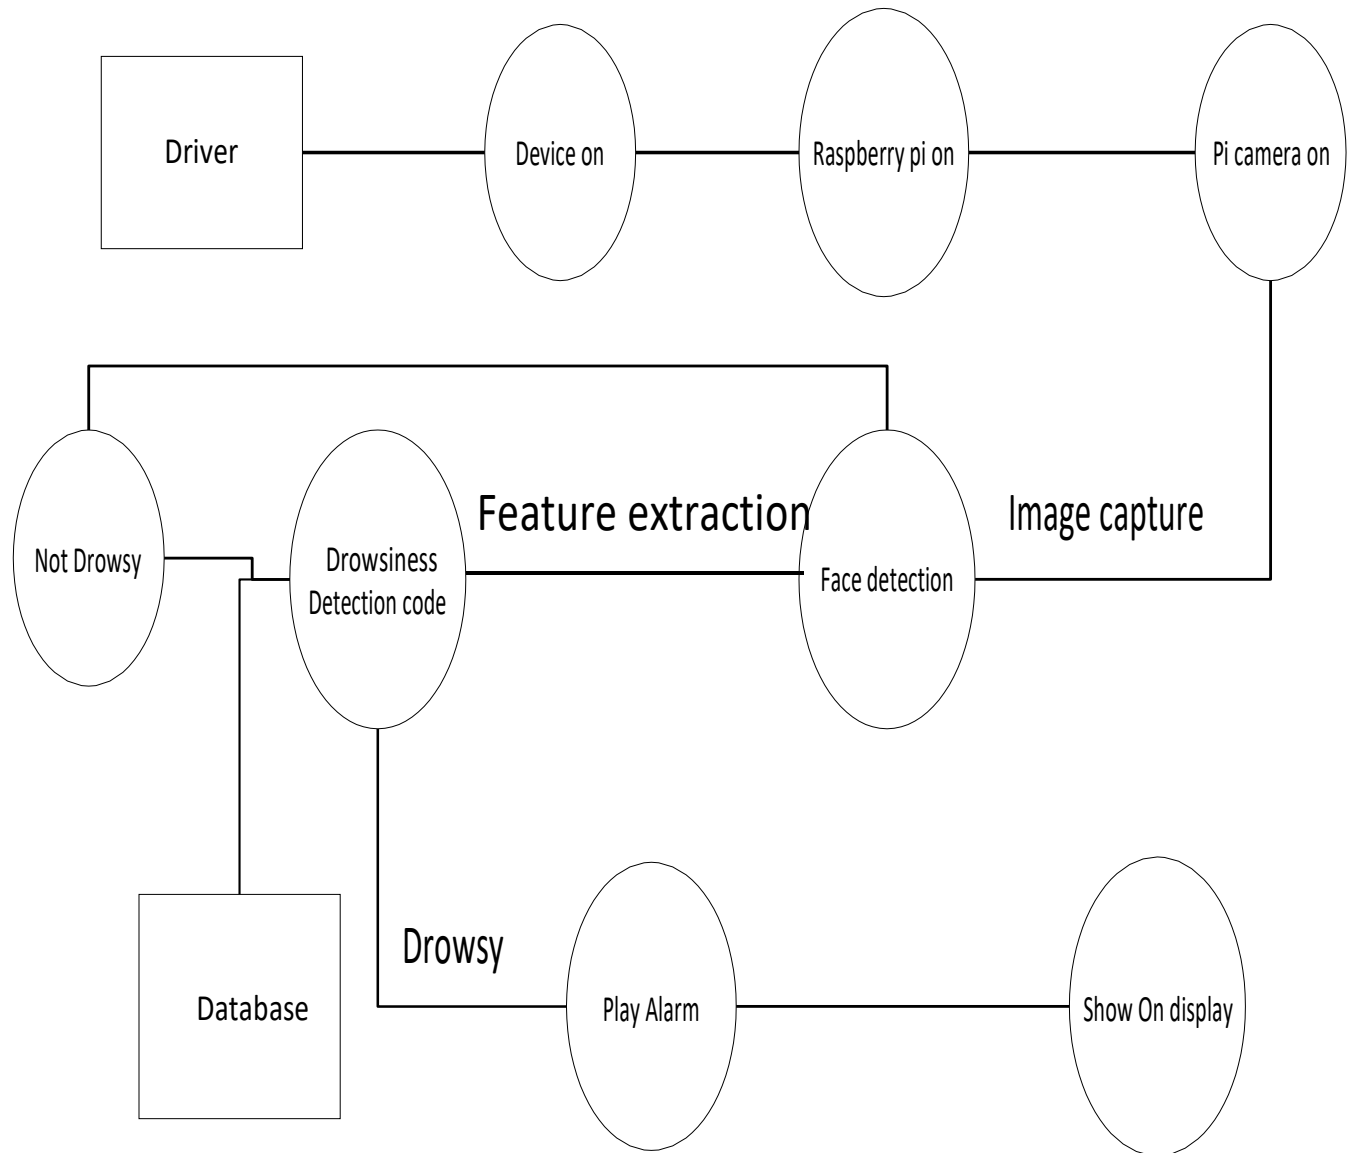 Driver
Device on
Raspberry pi on
Pi camera on
Feature extraction
Image capture
Not Drowsy
Drowsiness
Detection code
Face detection
Drowsy
Database
Play Alarm
Show On display